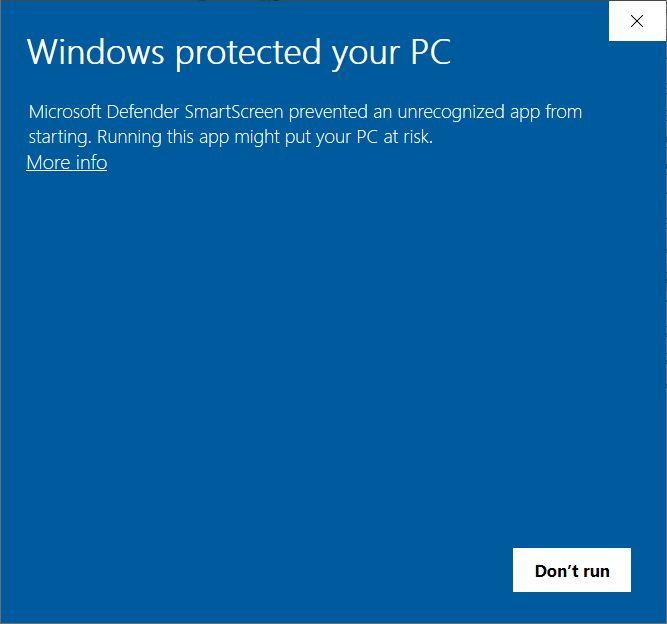 Windows protected your PC
Microsoft Defender SmartScreen prevented an unrecognized app from
starting. Running this app might put your PC at risk.
More info
Don’t run